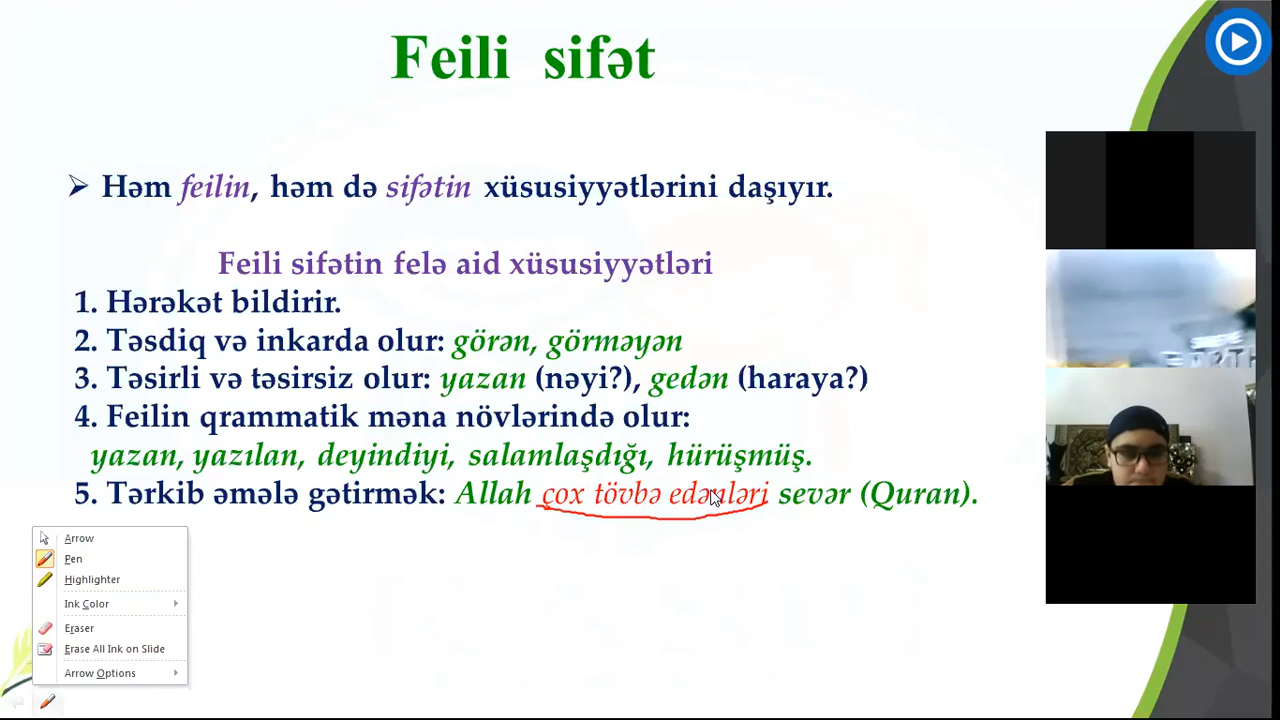 Feili sifət
Həm feilin, həm də sifətin xüsusiyyətlərini daşıyır.
Feili sifətin felə aid xüsusiyyətləri
1. Hərəkət bildirir.
2. Təsdiq və inkarda olur: görən, görməyən
3. Təsirli və təsirsiz olur: yazan (nəyi?), gedən (haraya?)
4. Feilin qrammatik məna növlərində olur:
yazan, yazılan, deyindiyi, salamlaşdığı, hürüşmüş.
5. Tərkib əmələ gətirmək: Allah çox tövbə edənləri sevər (Quran).
Arrow
Pen
Highlighter
Ink Color
Eraser
Erase All Ink on Slide
Arrow Options